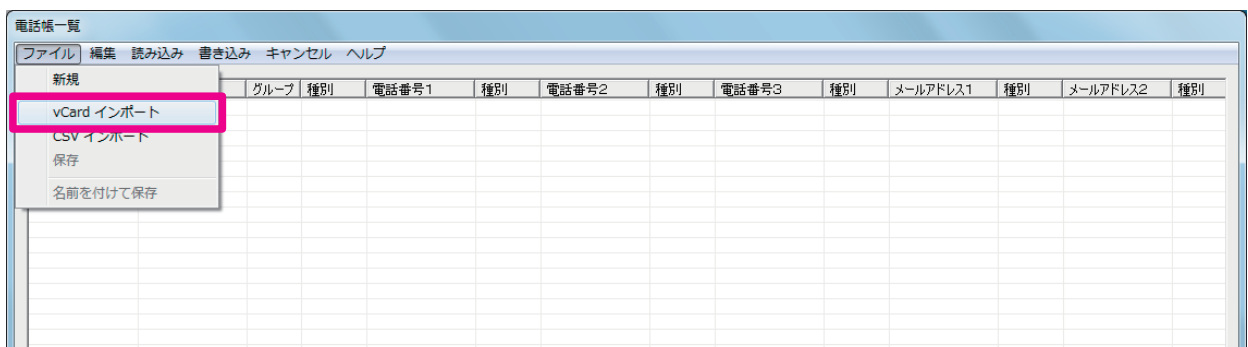 電話帳一覧
ファイル 編集 読み込み 書き込み キャンセル ヘルプ
新規
グループ 種別 電話番号1 種別 電話番号2 種別 電話番号3 種別 メールアドレス1 種別 メールアドレス2 種別
vCard インポート
CSV インポート
保存
名前を付けて保存